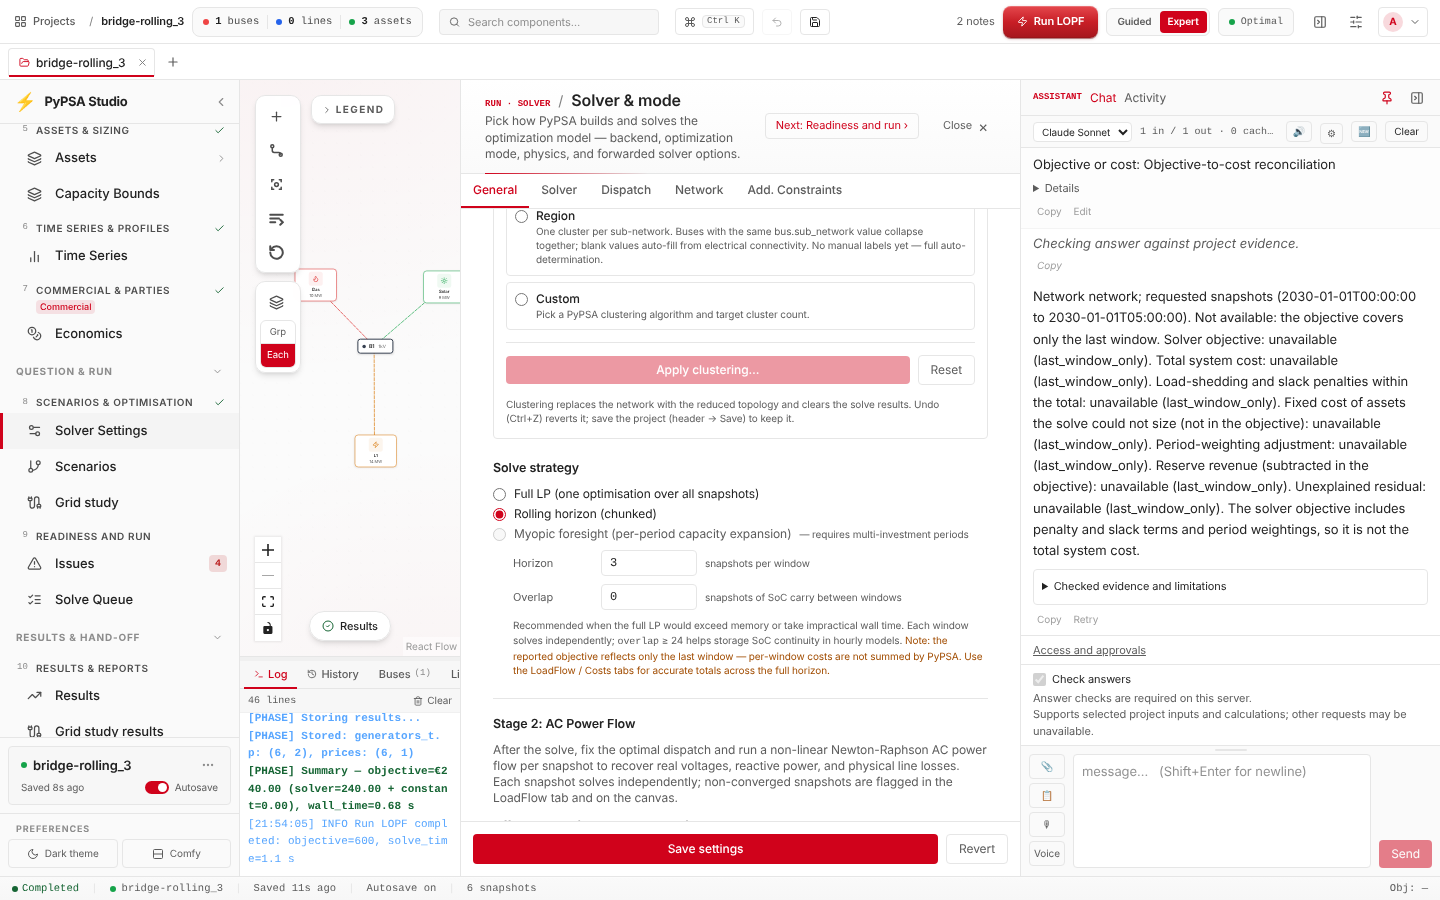 Projects / bridge-rolling_3
1 buses 0 lines 3 assets
Search components...
⌘ Ctrl K
2 notes
Run LOPF
Guided Expert
Optimal
A
bridge-rolling_3
PyPSA Studio
5 ASSETS & SIZING
Assets
Capacity Bounds
6 TIME SERIES & PROFILES
Time Series
7 COMMERCIAL & PARTIES
Commercial
Economics
QUESTION & RUN
8 SCENARIOS & OPTIMISATION
Solver Settings
Scenarios
Grid study
9 READINESS AND RUN
Issues 4
Solve Queue
RESULTS & HAND-OFF
10 RESULTS & REPORTS
Results
Grid study results
bridge-rolling_3 ...
Saved 8s ago Autosave
PREFERENCES
Dark theme Comfy
LEGEND
Grp
Each
Gas
10 MW
Solar
8 MW
B1
L1
14 MW
Results
React Flow
Log History Buses (1) Li
46 lines Clear
[PHASE] Storing results...
[PHASE] Stored: generators_t.
p: (6, 2), prices: (6, 1)
[PHASE] Summary — objective=€2
40.00 (solver=240.00 + constan
t=0.00), wall_time=0.68 s
[21:54:05] INFO Run LOPF compl
eted: objective=600, solve_tim
e=1.1 s
RUN · SOLVER / Solver & mode
Pick how PyPSA builds and solves the
optimization model — backend, optimization
mode, physics, and forwarded solver options.
Next: Readiness and run ›
Close ×
General Solver Dispatch Network Add. Constraints
Region
One cluster per sub-network. Buses with the same bus.sub_network value collapse
together; blank values auto-fill from electrical connectivity. No manual labels yet — full auto-
determination.
Custom
Pick a PyPSA clustering algorithm and target cluster count.
Apply clustering... Reset
Clustering replaces the network with the reduced topology and clears the solve results. Undo
(Ctrl+Z) reverts it; save the project (header → Save) to keep it.
Solve strategy
Full LP (one optimisation over all snapshots)
Rolling horizon (chunked)
Myopic foresight (per-period capacity expansion) — requires multi-investment periods
Horizon 3 snapshots per window
Overlap 0 snapshots of SoC carry between windows
Recommended when the full LP would exceed memory or take impractical wall time. Each window
solves independently; overlap ≥ 24 helps storage SoC continuity in hourly models. Note: the
reported objective reflects only the last window — per-window costs are not summed by PyPSA. Use
the LoadFlow / Costs tabs for accurate totals across the full horizon.
Stage 2: AC Power Flow
After the solve, fix the optimal dispatch and run a non-linear Newton-Raphson AC power
flow per snapshot to recover real voltages, reactive power, and physical line losses.
Each snapshot solves independently; non-converged snapshots are flagged in the
LoadFlow tab and on the canvas.
Save settings Revert
ASSISTANT Chat Activity
Claude Sonnet 1 in / 1 out · 0 cach… Clear
Objective or cost: Objective-to-cost reconciliation
Details
Copy Edit
Checking answer against project evidence.
Copy
Network network; requested snapshots (2030-01-01T00:00:00
to 2030-01-01T05:00:00). Not available: the objective covers
only the last window. Solver objective: unavailable
(last_window_only). Total system cost: unavailable
(last_window_only). Load-shedding and slack penalties within
the total: unavailable (last_window_only). Fixed cost of assets
the solve could not size (not in the objective): unavailable
(last_window_only). Period-weighting adjustment: unavailable
(last_window_only). Reserve revenue (subtracted in the
objective): unavailable (last_window_only). Unexplained residual:
unavailable (last_window_only). The solver objective includes
penalty and slack terms and period weightings, so it is not the
total system cost.
Checked evidence and limitations
Copy Retry
Access and approvals
Check answers
Answer checks are required on this server.
Supports selected project inputs and calculations; other requests may be
unavailable.
message... (Shift+Enter for newline)
Voice
Send
Completed bridge-rolling_3 Saved 11s ago Autosave on 6 snapshots Obj: —